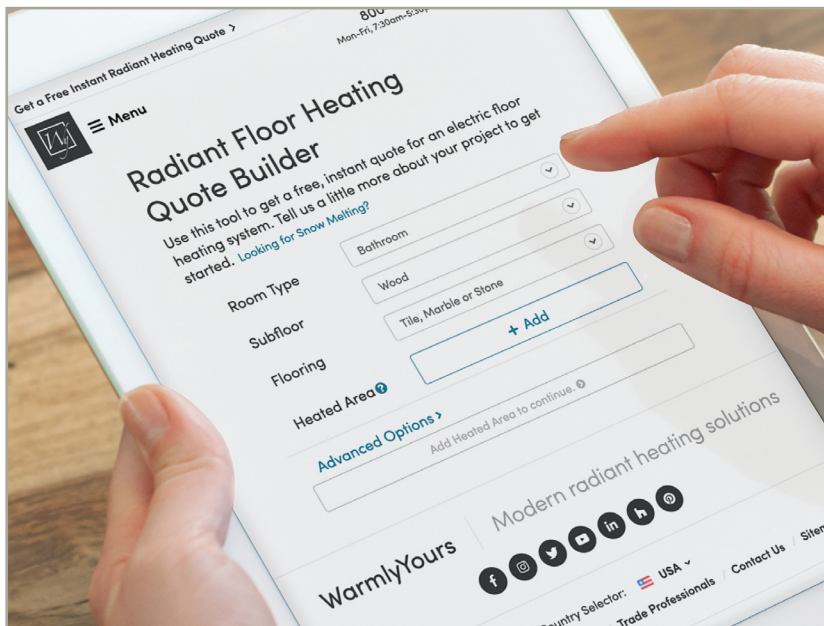 Get a Free Instant Radiant Heating Quote >
800
Mon-Fri, 7:30am-5:30p
Wy
Menu
Radiant Floor Heating
Quote Builder
Use this tool to get a free, instant quote for an electric floor
heating system. Tell us a little more about your project to get
started. Looking for Snow Melting?
Room Type
Bathroom
Subfloor
Wood
Flooring
Tile, Marble or Stone
Heated Area ?
+ Add
Advanced Options >
Add Heated Area to continue.
WarmlyYours
Modern radiant heating solutions
Country Selector: USA
Trade Professionals / Contact Us / Sitem